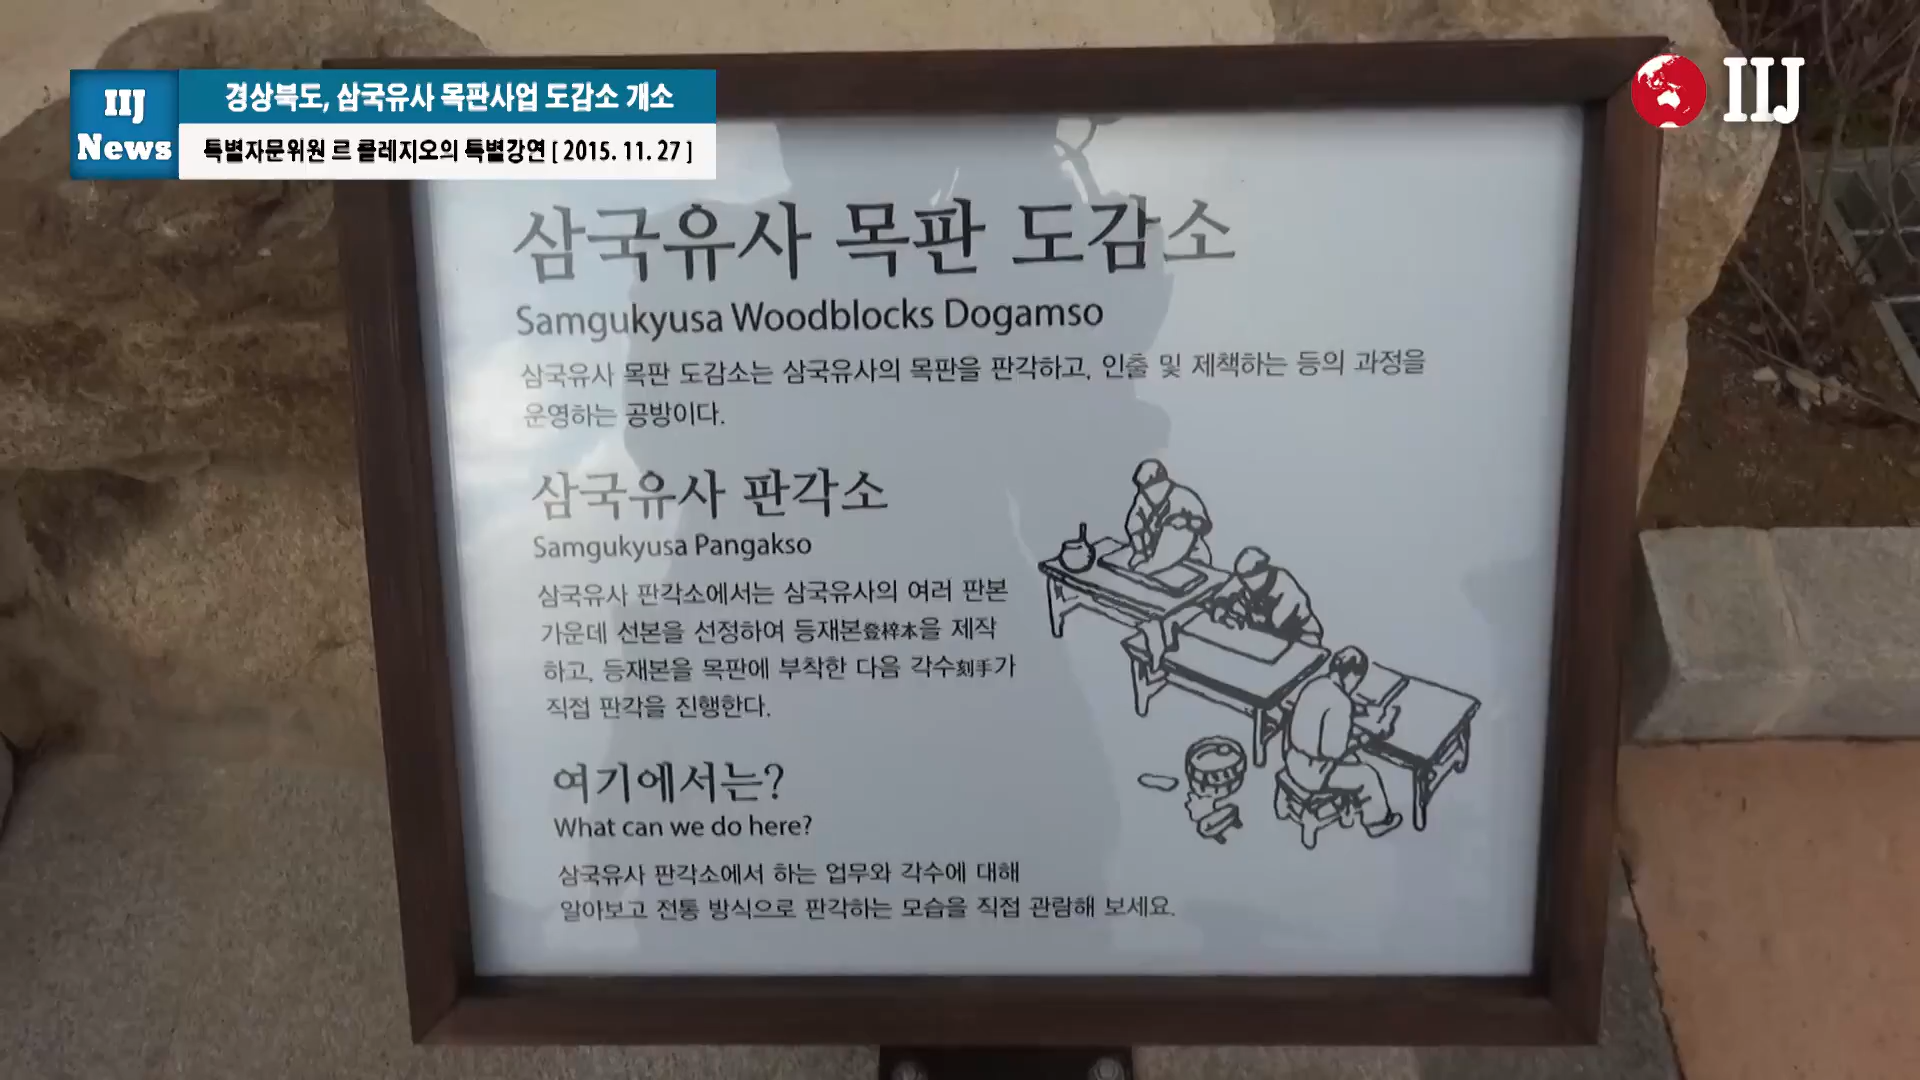 IIJ
News
경상북도, 삼국유사 목판사업 도감소 개소
특별자문위원 르 클레지오의 특별강연 [ 2015. 11. 27 ]
IIJ
삼국유사 목판 도감소
Samgukyusa Woodblocks Dogamso
삼국유사 목판 도감소는 삼국유사의 목판을 판각하고, 인출 및 제책하는 등의 과정을
운영하는 공방이다.
삼국유사 판각소
Samgukyusa Pangakso
삼국유사 판각소에서는 삼국유사의 여러 판본
가운데 선본을 선정하여 등재본登梓本을 제작
하고, 등재본을 목판에 부착한 다음 각수刻手가
직접 판각을 진행한다.
여기에서는?
What can we do here?
삼국유사 판각소에서 하는 업무와 각수에 대해
알아보고 전통 방식으로 판각하는 모습을 직접 관람해 보세요.